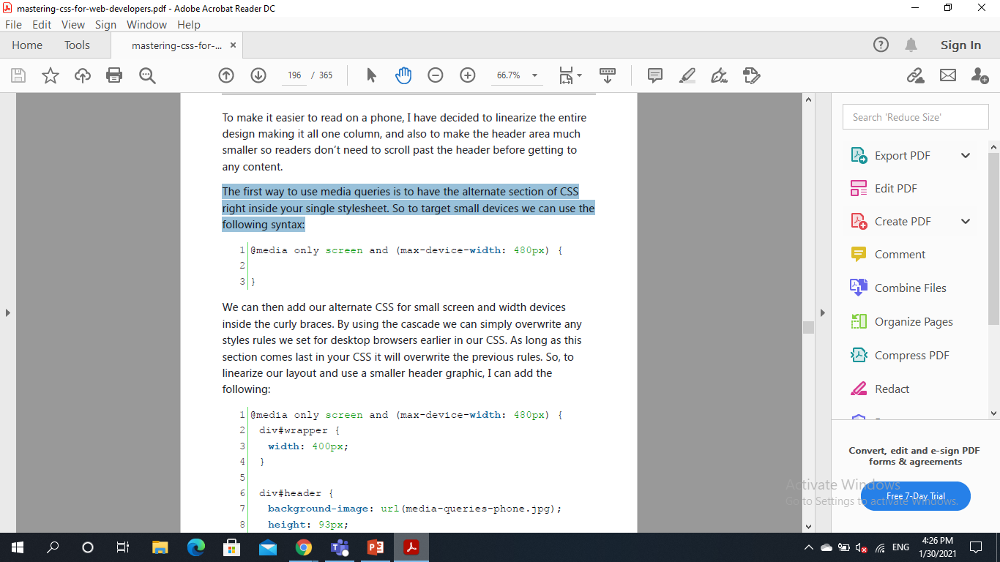 mastering-css-for-web-developers.pdf - Adobe Acrobat Reader DC
File Edit View Sign Window Help
Home Tools mastering-css-for-... × Sign In
196 / 365 66.7%
To make it easier to read on a phone, I have decided to linearize the entire
design making it all one column, and also to make the header area much
smaller so readers don't need to scroll past the header before getting to
any content.
The first way to use media queries is to have the alternate section of CSS
right inside your single stylesheet. So to target small devices we can use the
following syntax:
1 @media only screen and (max-device-width: 480px) {
2
3 }
We can then add our alternate CSS for small screen and width devices
inside the curly braces. By using the cascade we can simply overwrite any
styles rules we set for desktop browsers earlier in our CSS. As long as this
section comes last in your CSS it will overwrite the previous rules. So, to
linearize our layout and use a smaller header graphic, I can add the
following:
1 @media only screen and (max-device-width: 480px) {
2 div#wrapper {
3 width: 400px;
4 }
5
6 div#header {
7 background-image: url(media-queries-phone.jpg);
8 height: 93px;
Search 'Reduce Size'
Export PDF
Edit PDF
Create PDF
Comment
Combine Files
Organize Pages
Compress PDF
Redact
Convert, edit and e-sign PDF
forms & agreements
Activate Windows
Free 7-Day Trial
Go to Settings to activate Windows.
ENG
4:26 PM
1/30/2021